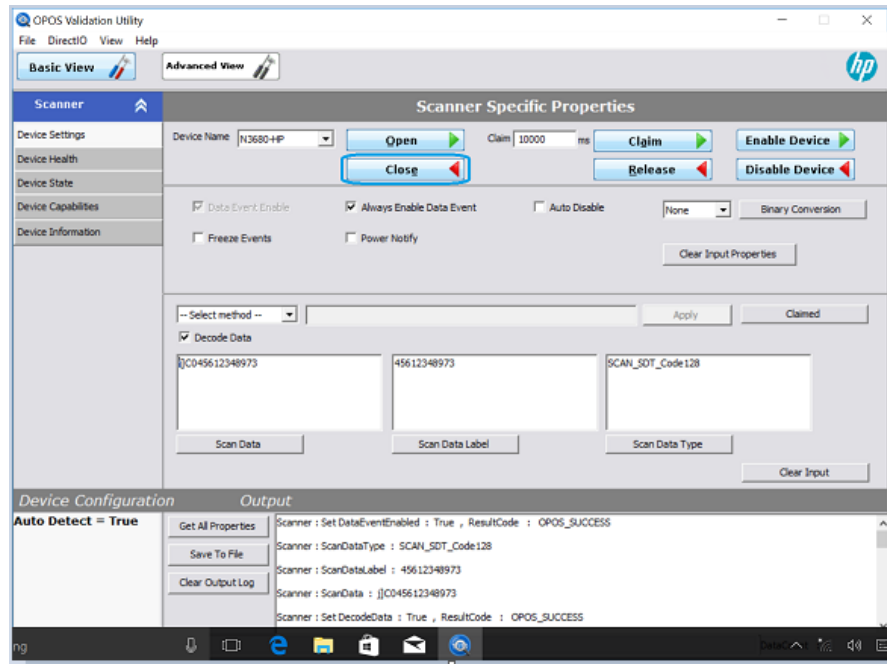 OPOS Validation Utility
File DirectIO View Help
Basic View
Advanced View
hp
Scanner
Scanner Specific Properties
Device Settings
Device Health
Device State
Device Capabilities
Device Information
Device Name N3680-HP
Open
Claim 10000 ms
Claim
Enable Device
Close
Release
Disable Device
Data Event Enable
Always Enable Data Event
Auto Disable
None
Binary Conversion
Freeze Events
Power Notify
Clear Input Properties
-- Select method --
Apply
Claimed
Decode Data
j]C045612348973
45612348973
SCAN_SDT_Code128
Scan Data
Scan Data Label
Scan Data Type
Clear Input
Device Configuration
Output
Auto Detect = True
Get All Properties
Save To File
Clear Output Log
Scanner : Set DataEventEnabled : True , ResultCode : OPOS_SUCCESS
Scanner : ScanDataType : SCAN_SDT_Code128
Scanner : ScanDataLabel : 45612348973
Scanner : ScanData : j]C045612348973
Scanner : Set DecodeData : True , ResultCode : OPOS_SUCCESS
ng